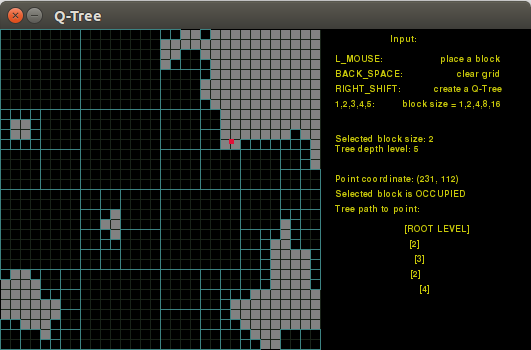 Q-Tree
Input:
L_MOUSE: place a block
BACK_SPACE: clear grid
RIGHT_SHIFT: create a Q-Tree
1,2,3,4,5: block size = 1,2,4,8,16
Selected block size: 2
Tree depth level: 5
Point coordinate: (231, 112)
Selected block is OCCUPIED
Tree path to point:
[ROOT LEVEL]
[2]
[3]
[2]
[4]